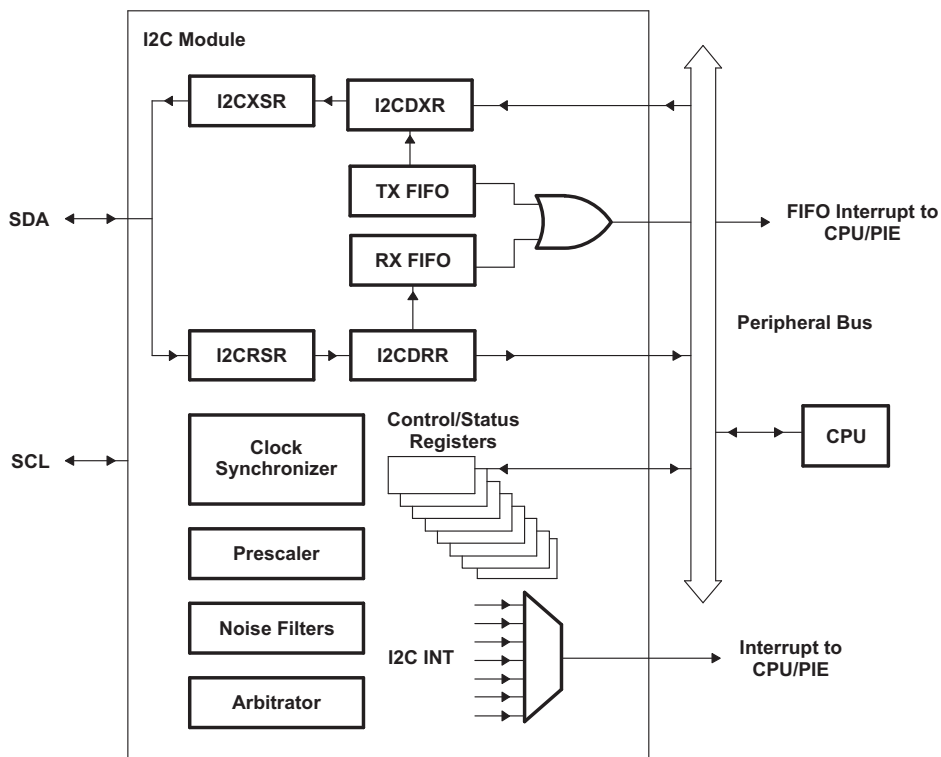 I2C Module
I2CXSR
I2CDXR
TX FIFO
SDA
FIFO Interrupt to
CPU/PIE
RX FIFO
Peripheral Bus
I2CRSR
I2CDRR
Control/Status
Registers
CPU
Clock
Synchronizer
SCL
Prescaler
Noise Filters
I2C INT
Interrupt to
CPU/PIE
Arbitrator